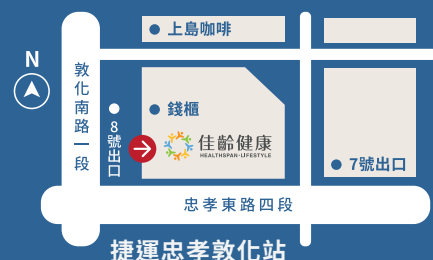 上島咖啡
N
敦化南路一段
8號出口
錢櫃
佳齡健康
HEALTHSPAN·LIFESTYLE
7號出口
忠孝東路四段
捷運忠孝敦化站